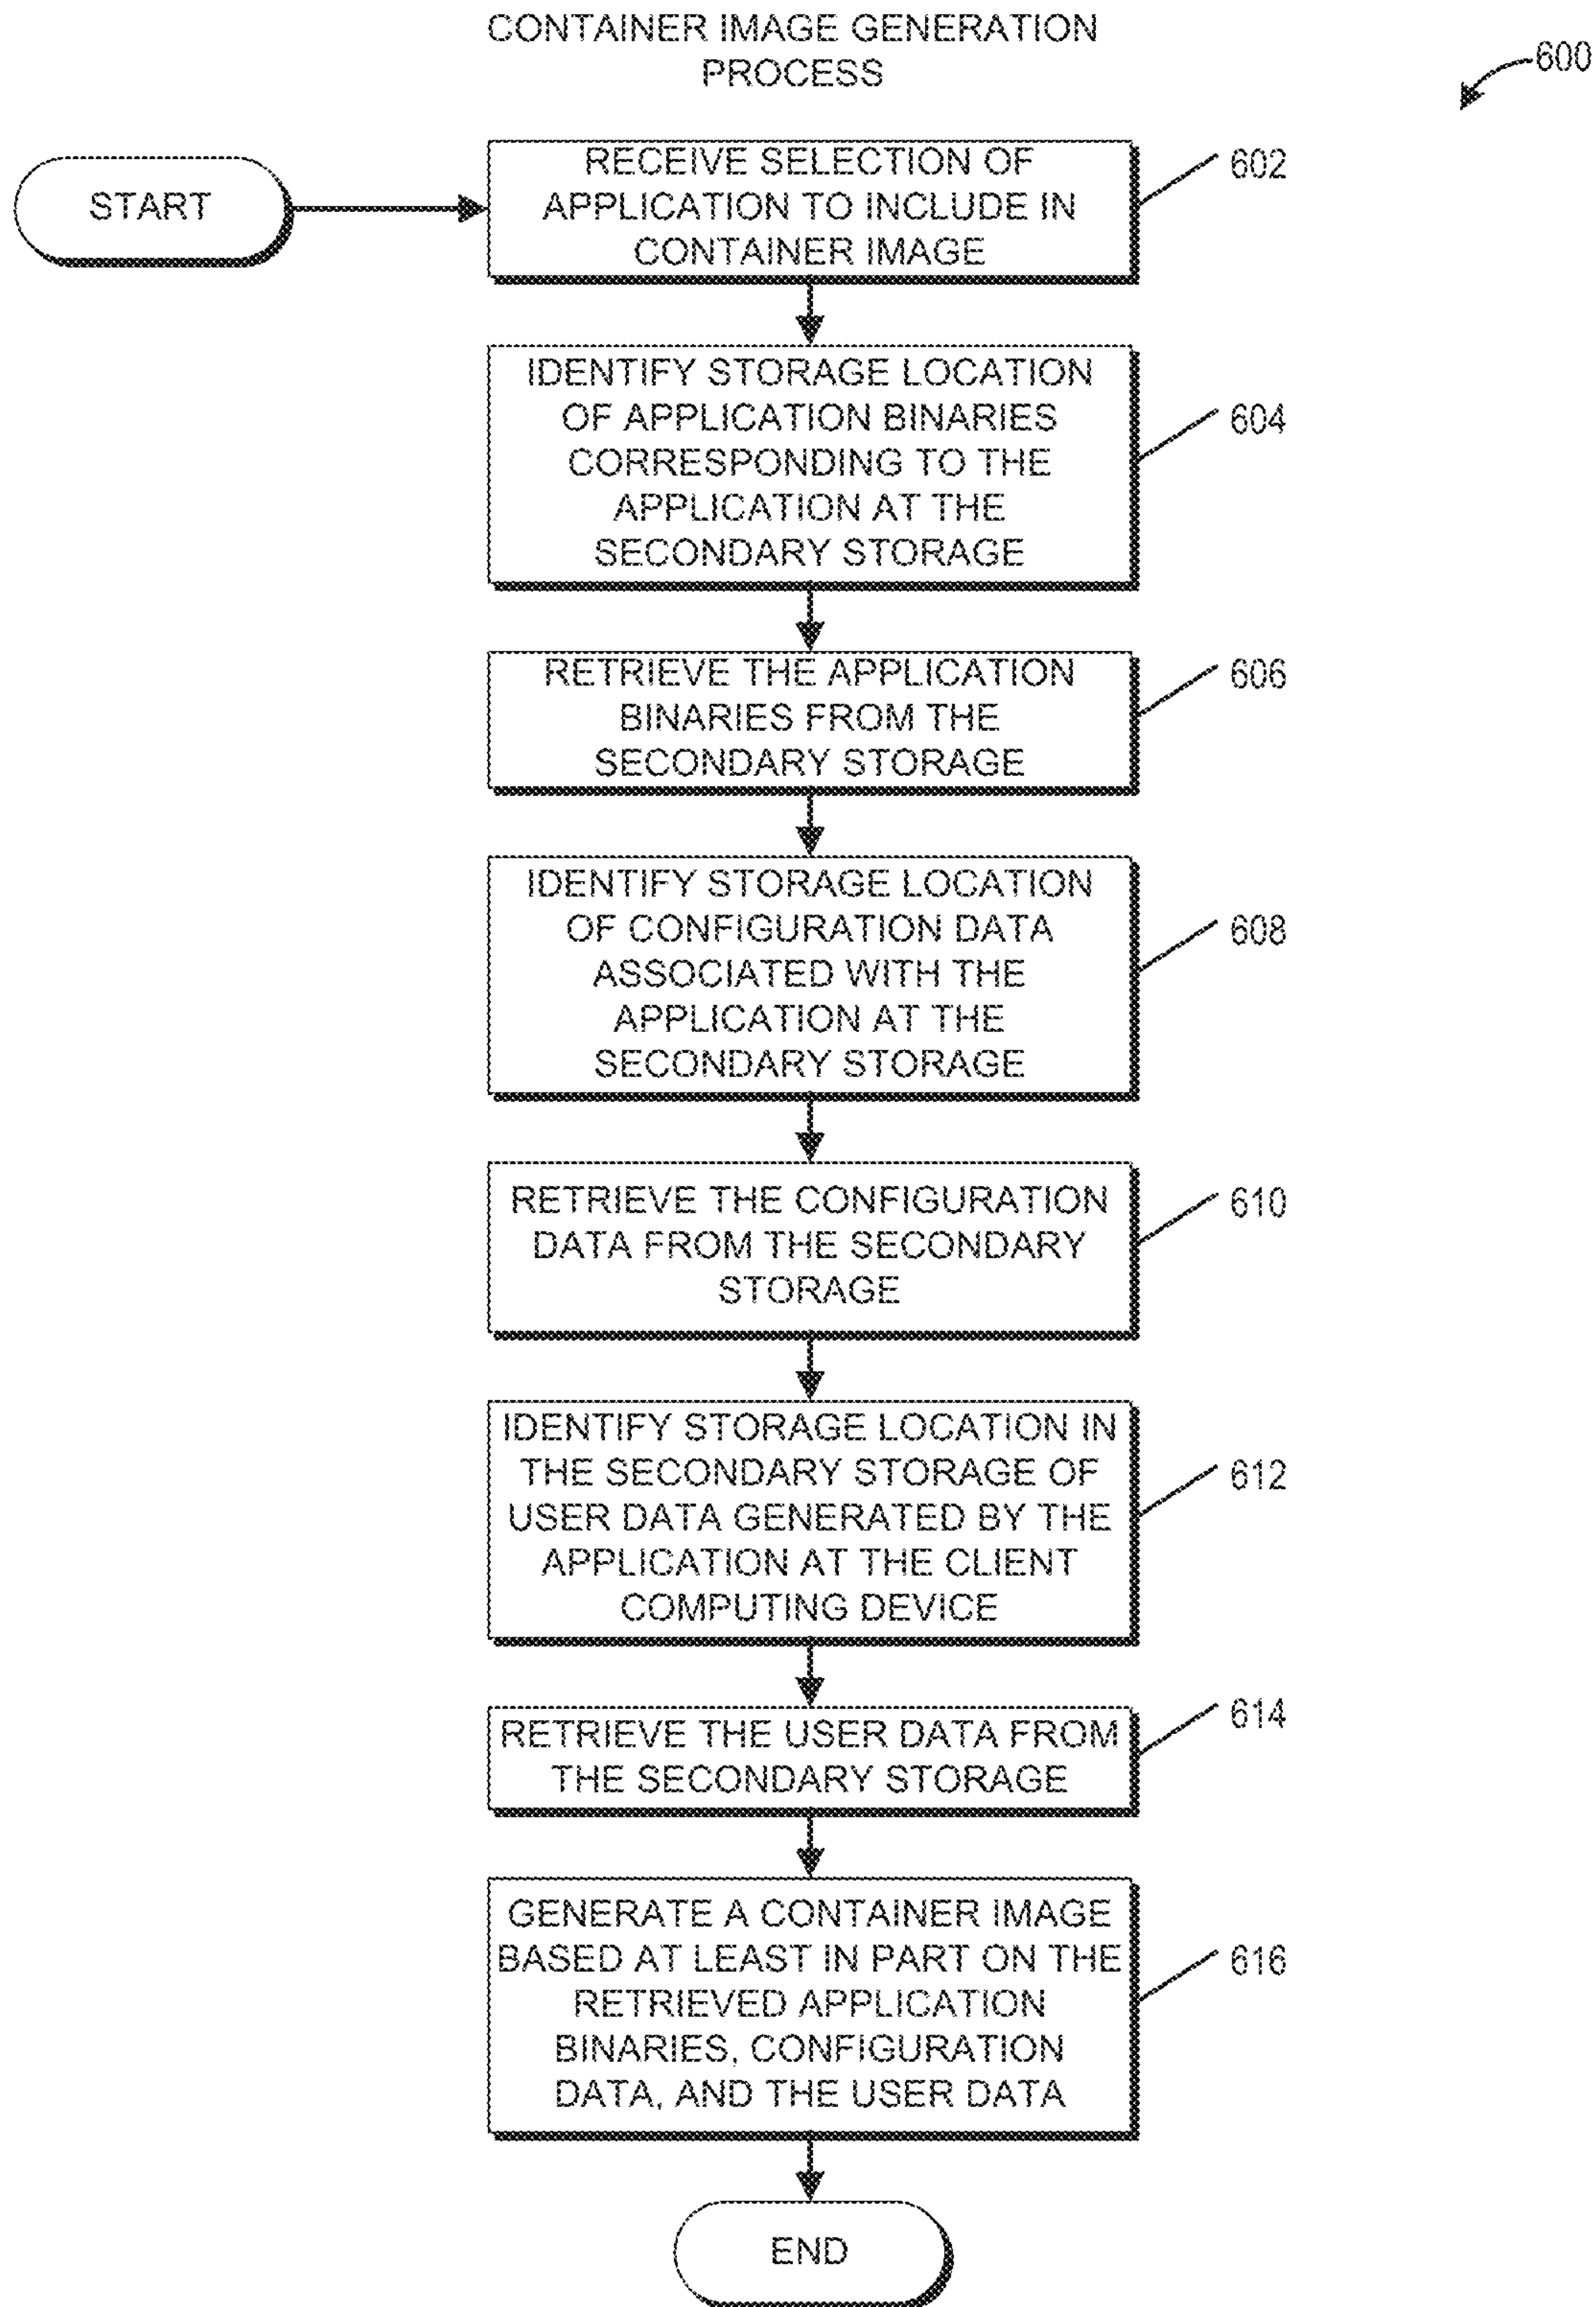 CONTAINER IMAGE GENERATION
PROCESS
600
START
RECEIVE SELECTION OF
APPLICATION TO INCLUDE IN
CONTAINER IMAGE
602
IDENTIFY STORAGE LOCATION
OF APPLICATION BINARIES
CORRESPONDING TO THE
APPLICATION AT THE
SECONDARY STORAGE
604
RETRIEVE THE APPLICATION
BINARIES FROM THE
SECONDARY STORAGE
606
IDENTIFY STORAGE LOCATION
OF CONFIGURATION DATA
ASSOCIATED WITH THE
APPLICATION AT THE
SECONDARY STORAGE
608
RETRIEVE THE CONFIGURATION
DATA FROM THE SECONDARY
STORAGE
610
IDENTIFY STORAGE LOCATION IN
THE SECONDARY STORAGE OF
USER DATA GENERATED BY THE
APPLICATION AT THE CLIENT
COMPUTING DEVICE
612
RETRIEVE THE USER DATA FROM
THE SECONDARY STORAGE
614
GENERATE A CONTAINER IMAGE
BASED AT LEAST IN PART ON THE
RETRIEVED APPLICATION
BINARIES, CONFIGURATION
DATA, AND THE USER DATA
616
END